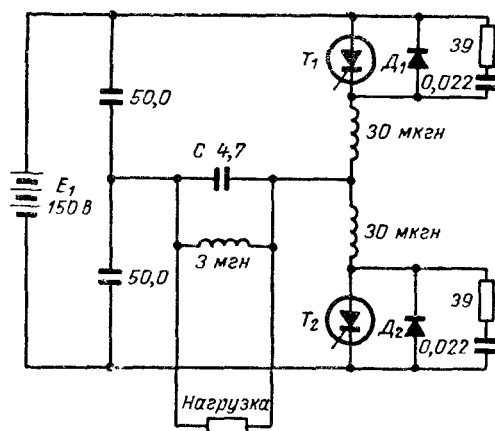 50,0
E1
150 В
50,0
С 4,7
3 мгн
Нагрузка
T1
Д1
39
0,022
30 мкгн
30 мкгн
T2
Д2
39
0,022